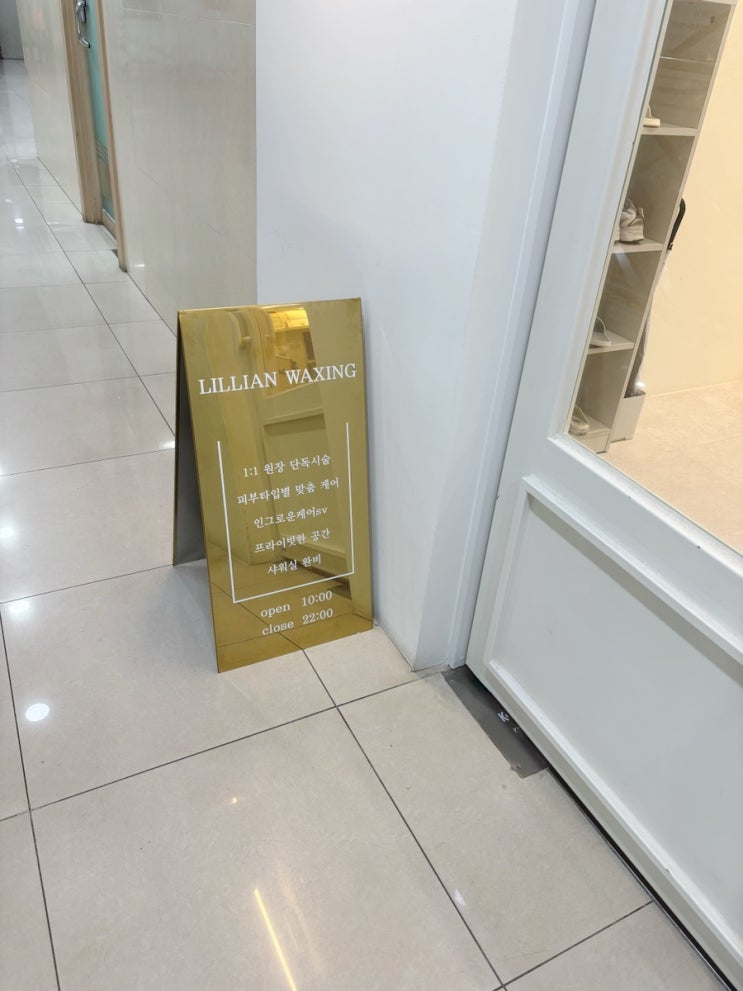 LILLIAN WAXING
1:1 원장 단독시술
피부타입별 맞춤 케어
인그로운케어sv
프라이빗한 공간
샤워실 완비
open 10:00
close 22:00